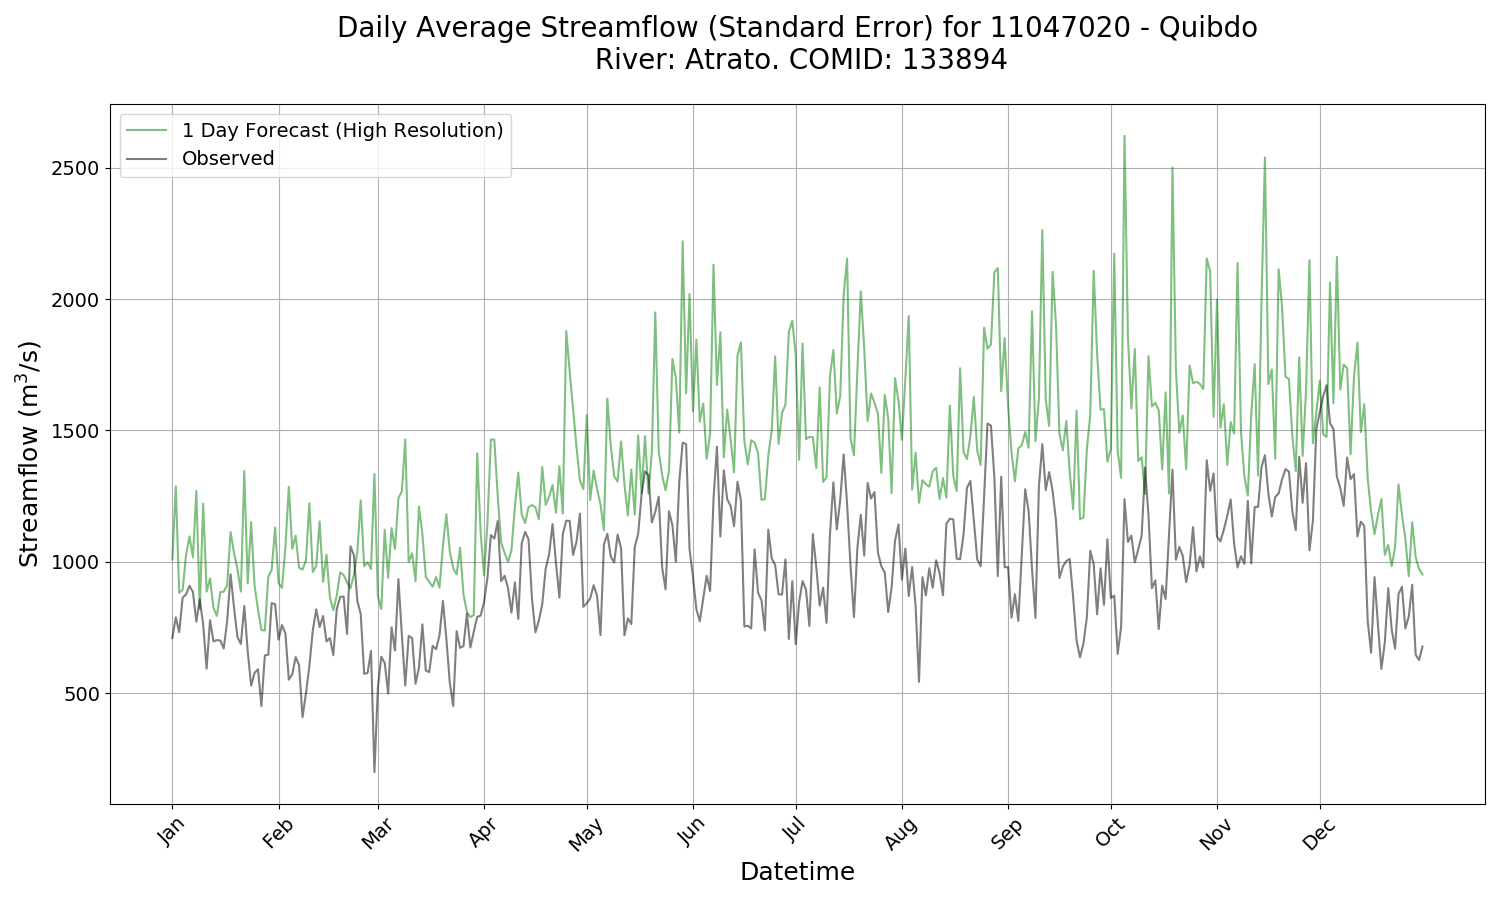 Daily Average Streamflow (Standard Error) for 11047020 - Quibdo
River: Atrato. COMID: 133894
1 Day Forecast (High Resolution)
Observed
Streamflow (m³/s)
2500
2000
1500
1000
500
Jan
Feb
Mar
Apr
May
Jun
Jul
Aug
Sep
Oct
Nov
Dec
Datetime